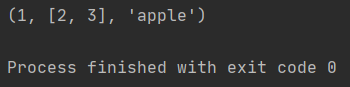 (1, [2, 3], 'apple')
Process finished with exit code 0